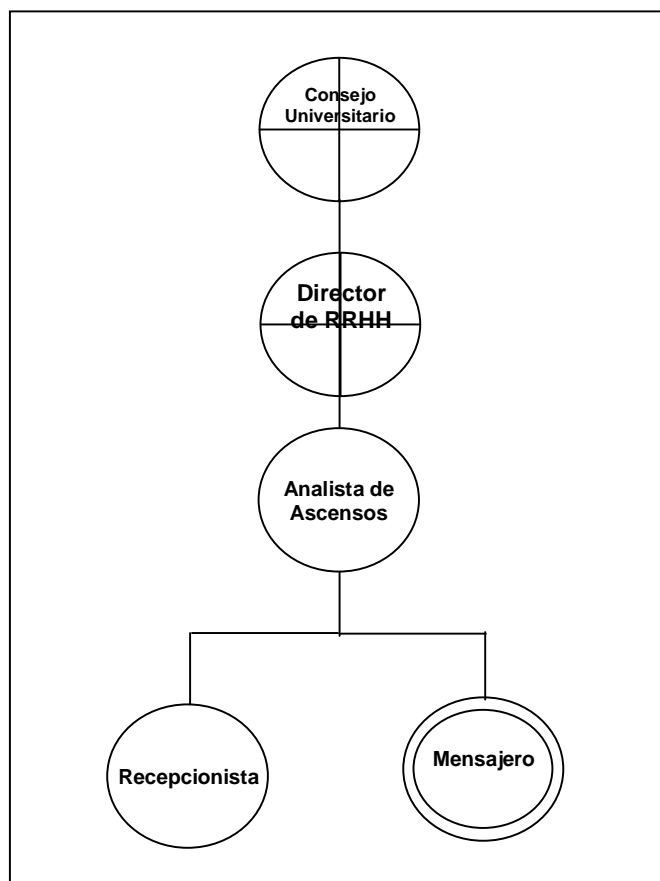 Consejo
Universitario
Director
de RRHH
Analista de
Ascensos
Recepcionista
Mensajero